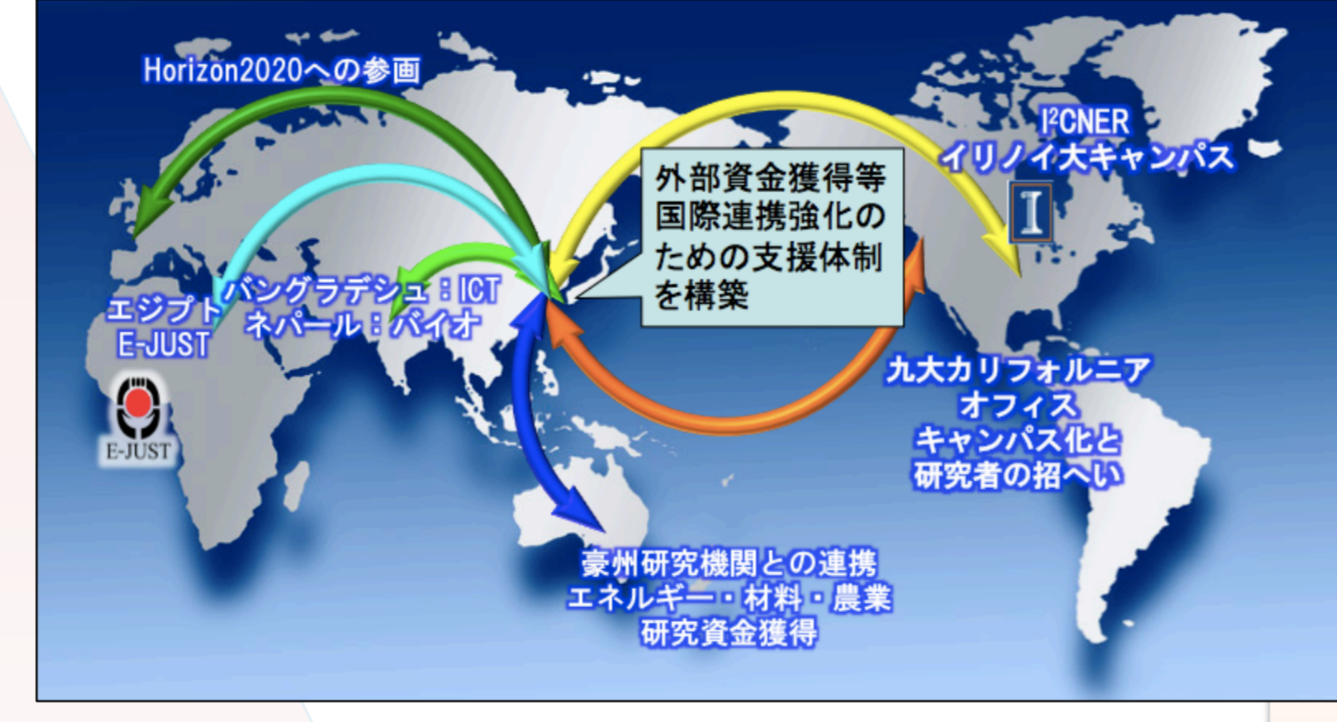 Horizon2020への参画
I²CNER
イリノイ大キャンパス
I
外部資金獲得等
国際連携強化の
ための支援体制
を構築
バングラデシュ：ICT
ネパール：バイオ
エジプト
E-JUST
E-JUST
九大カリフォルニア
オフィス
キャンパス化と
研究者の招へい
豪州研究機関との連携
エネルギー・材料・農業
研究資金獲得